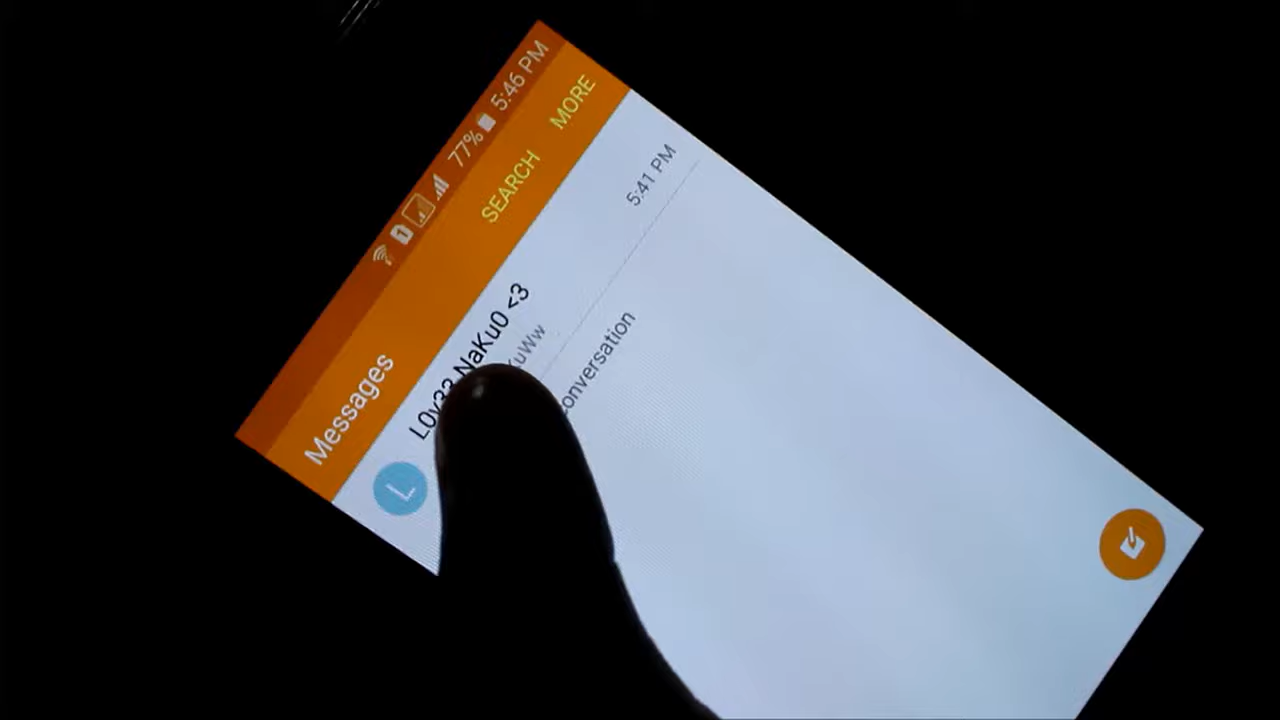 77% 5:46 PM
Messages SEARCH MORE
L NaKu0 <3
5:41 PM
conversation